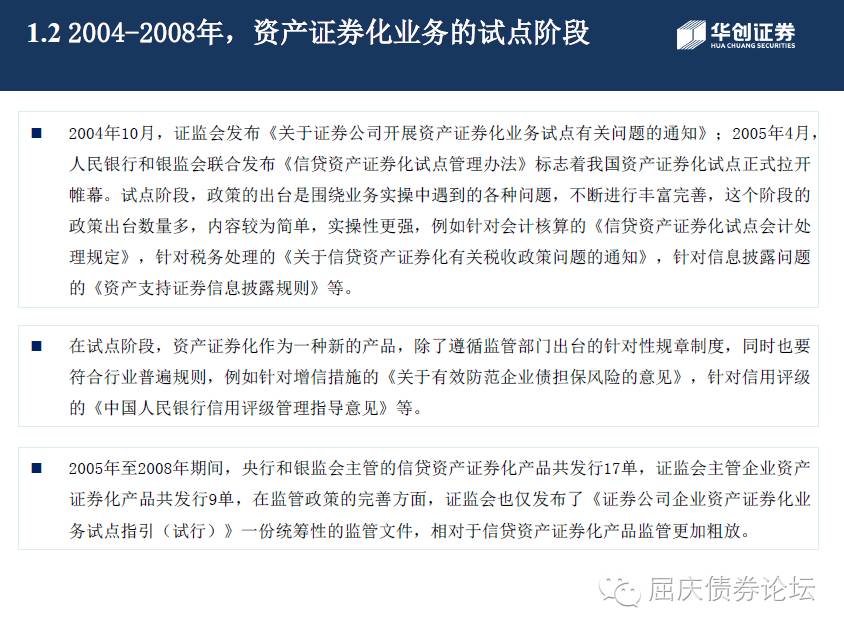 1.2 2004-2008年，资产证券化业务的试点阶段
华创证券
HUA CHUANG SECURITIES
■ 2004年10月，证监会发布《关于证券公司开展资产证券化业务试点有关问题的通知》；2005年4月，
人民银行和银监会联合发布《信贷资产证券化试点管理办法》标志着我国资产证券化试点正式拉开
帷幕。试点阶段，政策的出台是围绕业务实操中遇到的各种问题，不断进行丰富完善，这个阶段的
政策出台数量多，内容较为简单，实操性更强，例如针对会计核算的《信贷资产证券化试点会计处
理规定》，针对税务处理的《关于信贷资产证券化有关税收政策问题的通知》，针对信息披露问题
的《资产支持证券信息披露规则》等。
■ 在试点阶段，资产证券化作为一种新的产品，除了遵循监管部门出台的针对性规章制度，同时也要
符合行业普遍规则，例如针对增信措施的《关于有效防范企业债担保风险的意见》，针对信用评级
的《中国人民银行信用评级管理指导意见》等。
■ 2005年至2008年期间，央行和银监会主管的信贷资产证券化产品共发行17单，证监会主管企业资产
证券化产品共发行9单，在监管政策的完善方面，证监会也仅发布了《证券公司企业资产证券化业
务试点指引（试行）》一份统筹性的监管文件，相对于信贷资产证券化产品监管更加粗放。
屈庆债券论坛